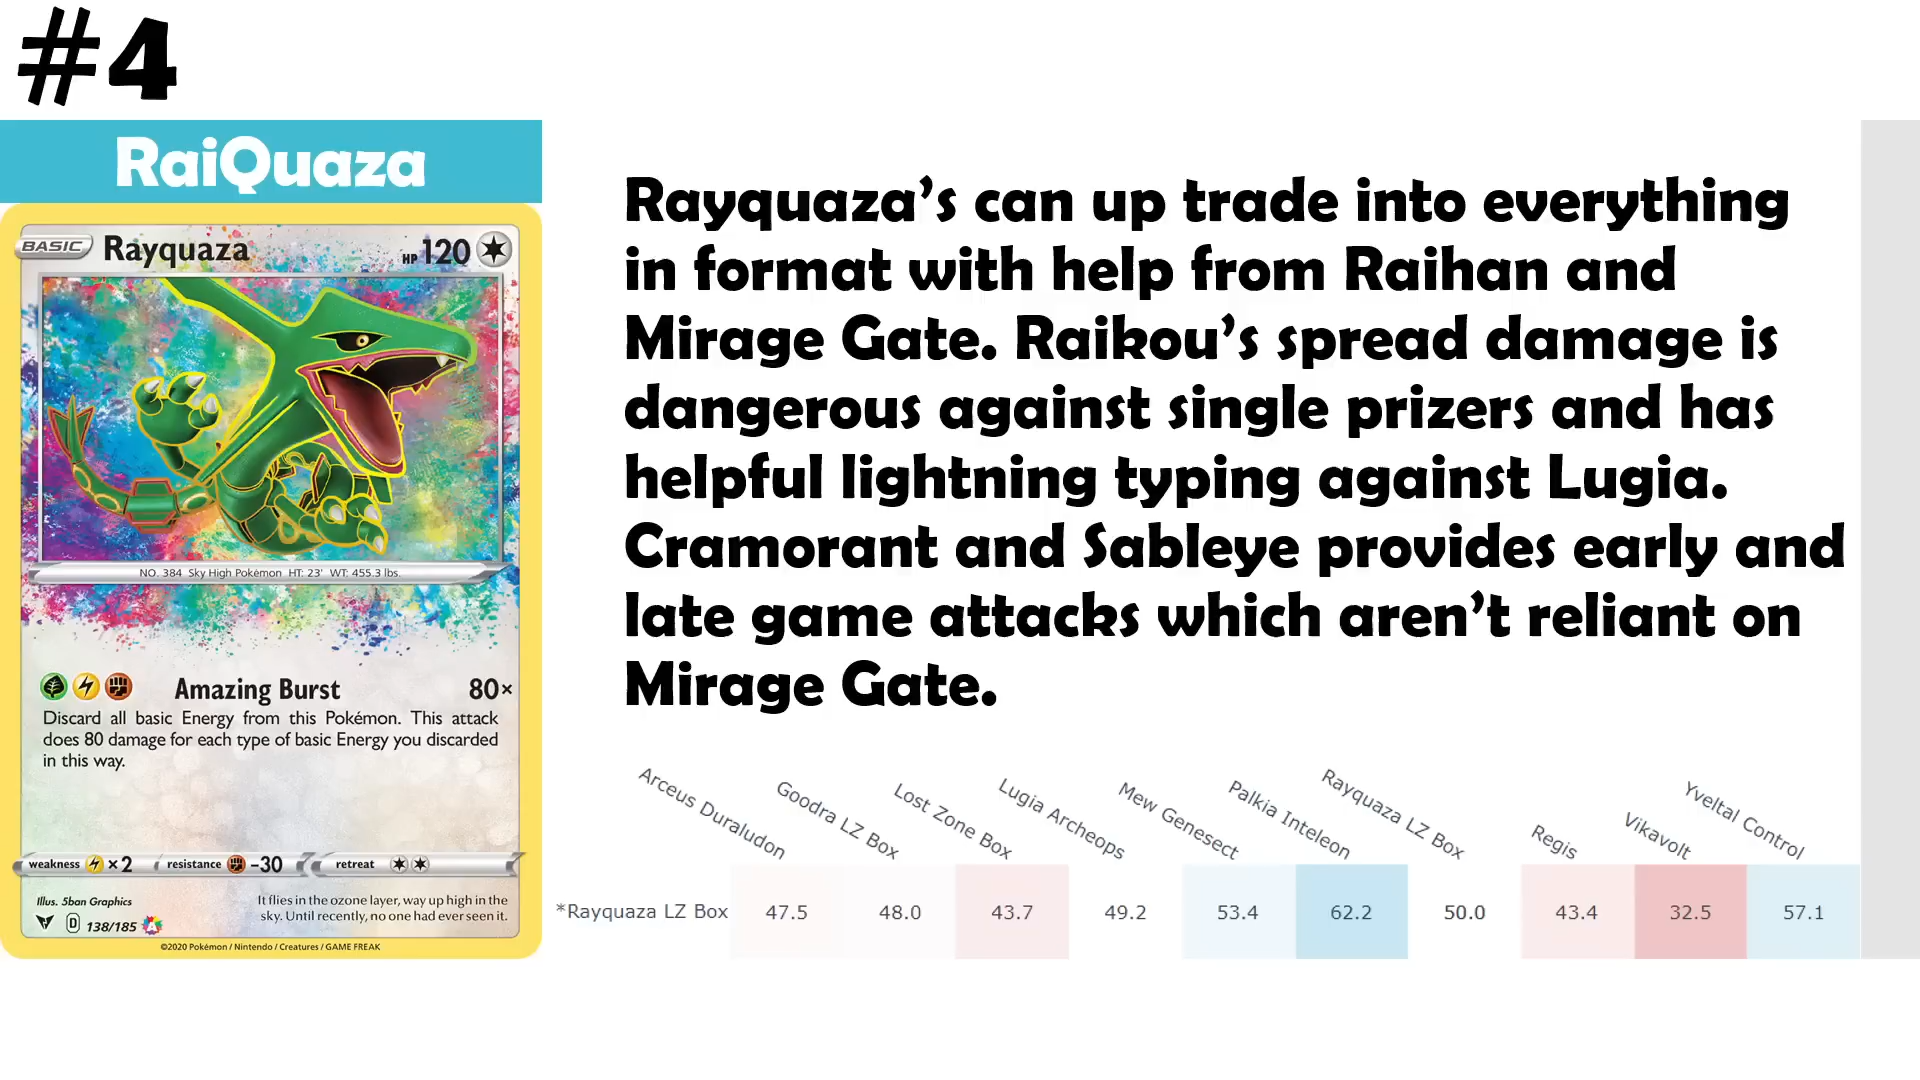 #4
RaiQuaza
BASIC Rayquaza HP 120
NO. 384 Sky High Pokémon HT: 23' WT: 455.3 lbs.
Amazing Burst 80×
Discard all basic Energy from this Pokémon. This attack
does 80 damage for each type of basic Energy you discarded
in this way.
weakness ×2 resistance -30 retreat
Illus. 5ban Graphics
It flies in the ozone layer, way up high in the
sky. Until recently, no one had ever seen it.
D 138/185 A
©2020 Pokémon / Nintendo / Creatures / GAME FREAK
Rayquaza’s can up trade into everything
in format with help from Raihan and
Mirage Gate. Raikou’s spread damage is
dangerous against single prizers and has
helpful lightning typing against Lugia.
Cramorant and Sableye provides early and
late game attacks which aren’t reliant on
Mirage Gate.
Arceus Duraludon
Goodra LZ Box
Lost Zone Box
Lugia Archeops
Mew Genesect
Palkia Inteleon
Rayquaza LZ Box
Regis
Vikavolt
Yveltal Control
*Rayquaza LZ Box 47.5 48.0 43.7 49.2 53.4 62.2 50.0 43.4 32.5 57.1